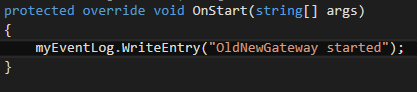 protected override void OnStart(string[] args)
{
    myEventLog.WriteEntry("OldNewGateway started");
}